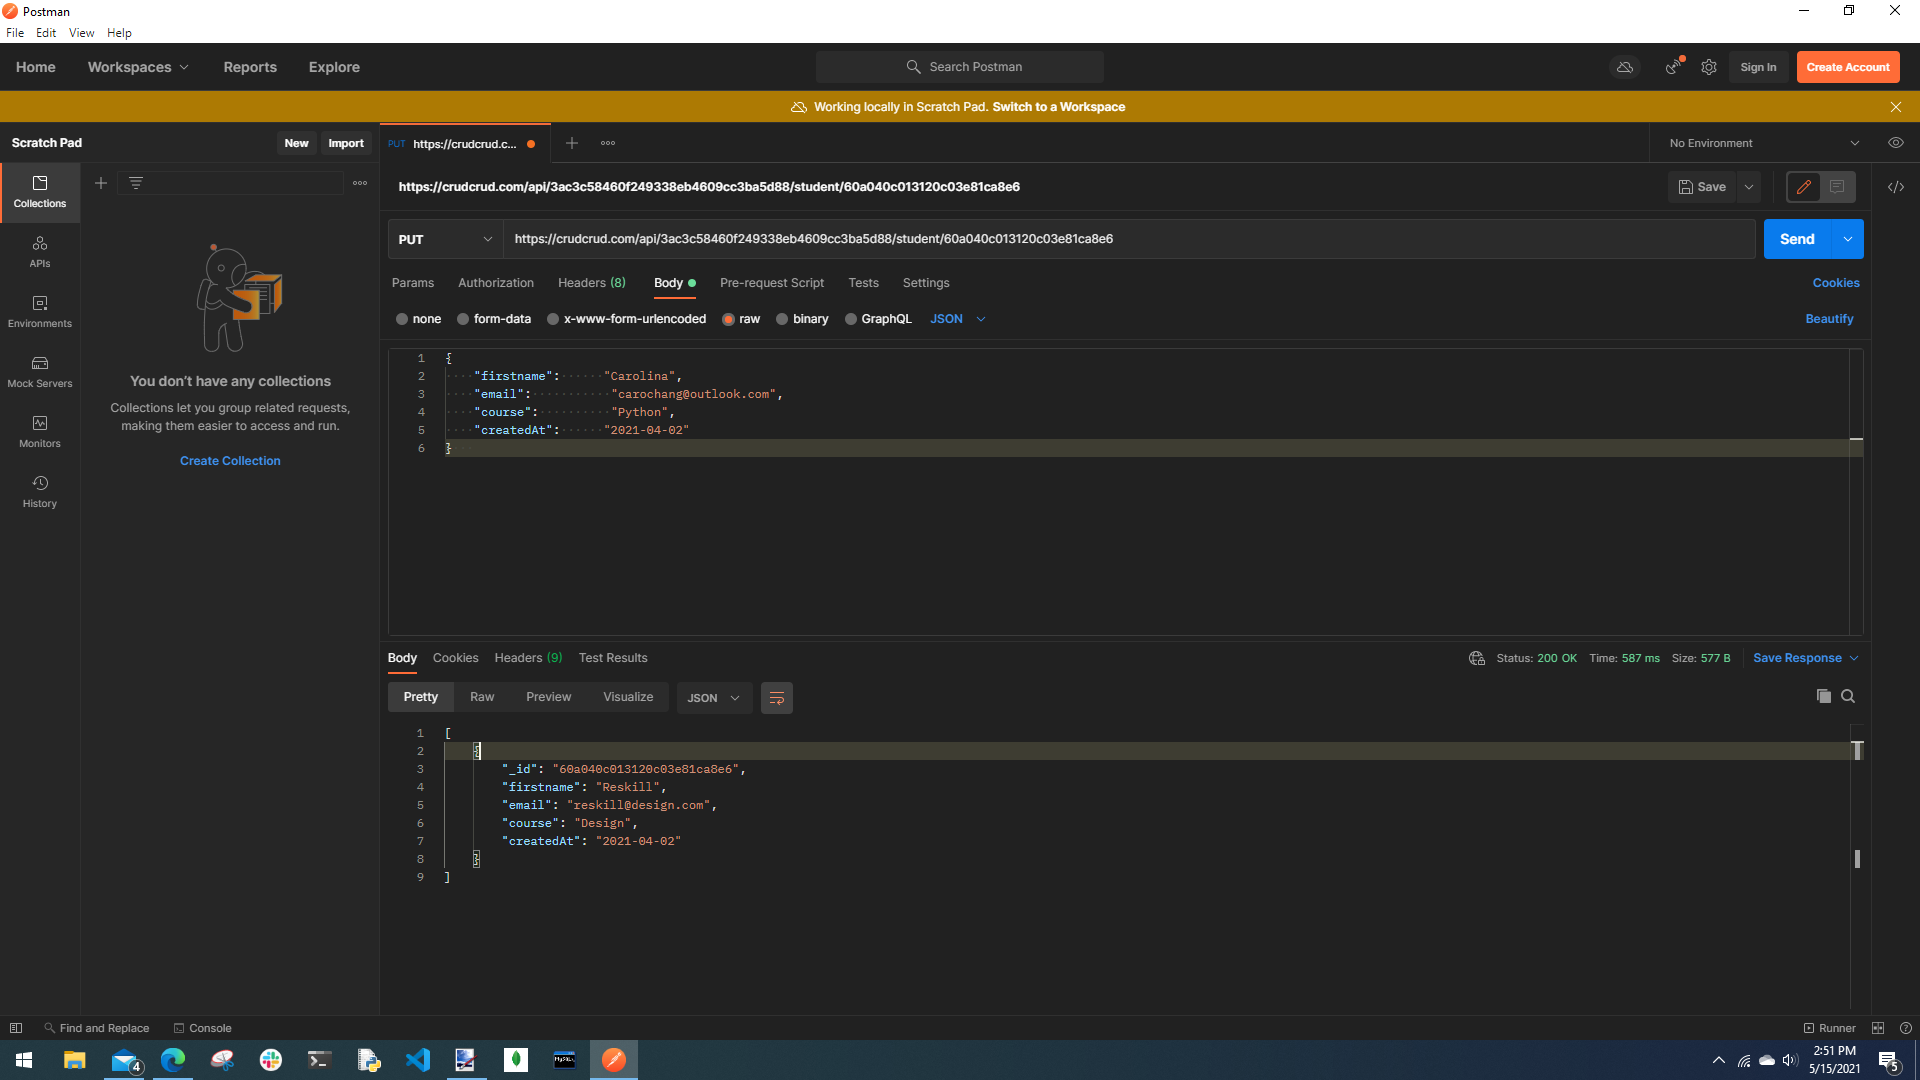 Postman
File Edit View Help
Home Workspaces Reports Explore Search Postman Sign In Create Account
Working locally in Scratch Pad. Switch to a Workspace
Scratch Pad New Import PUT https://crudcrud.c... No Environment
https://crudcrud.com/api/3ac3c58460f249338eb4609cc3ba5d88/student/60a040c013120c03e81ca8e6 Save
Collections
PUT https://crudcrud.com/api/3ac3c58460f249338eb4609cc3ba5d88/student/60a040c013120c03e81ca8e6 Send
APIs
Params Authorization Headers (8) Body Pre-request Script Tests Settings Cookies
Environments
none form-data x-www-form-urlencoded raw binary GraphQL JSON Beautify
Mock Servers
Monitors
History
You don't have any collections
Collections let you group related requests,
making them easier to access and run.
Create Collection
1 {
2 "firstname": "Carolina",
3 "email": "carochang@outlook.com",
4 "course": "Python",
5 "createdAt": "2021-04-02"
6 }
Body Cookies Headers (9) Test Results Status: 200 OK Time: 587 ms Size: 577 B Save Response
Pretty Raw Preview Visualize JSON
1 [
2 {
3 "_id": "60a040c013120c03e81ca8e6",
4 "firstname": "Reskill",
5 "email": "reskill@design.com",
6 "course": "Design",
7 "createdAt": "2021-04-02"
8 }
9 ]
Find and Replace Console Runner
4 MySQL 2:51 PM
5/15/2021 5